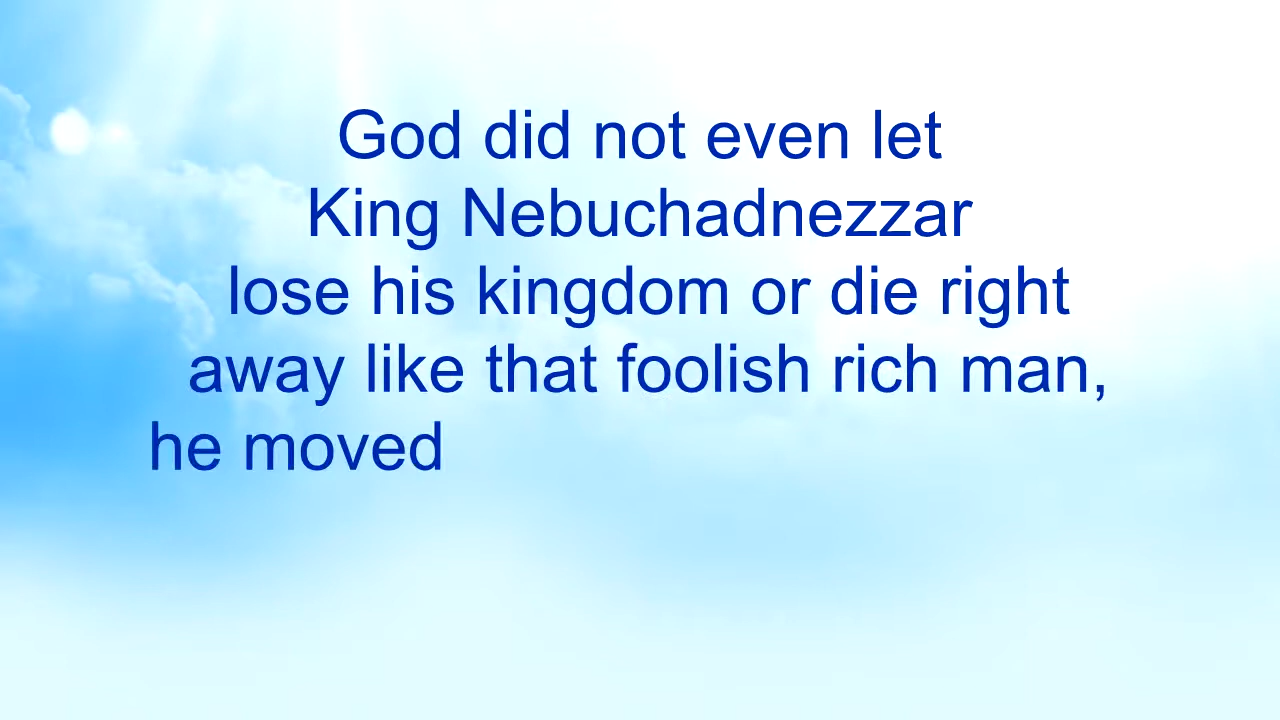 God did not even let
King Nebuchadnezzar
lose his kingdom or die right
away like that foolish rich man,
he moved